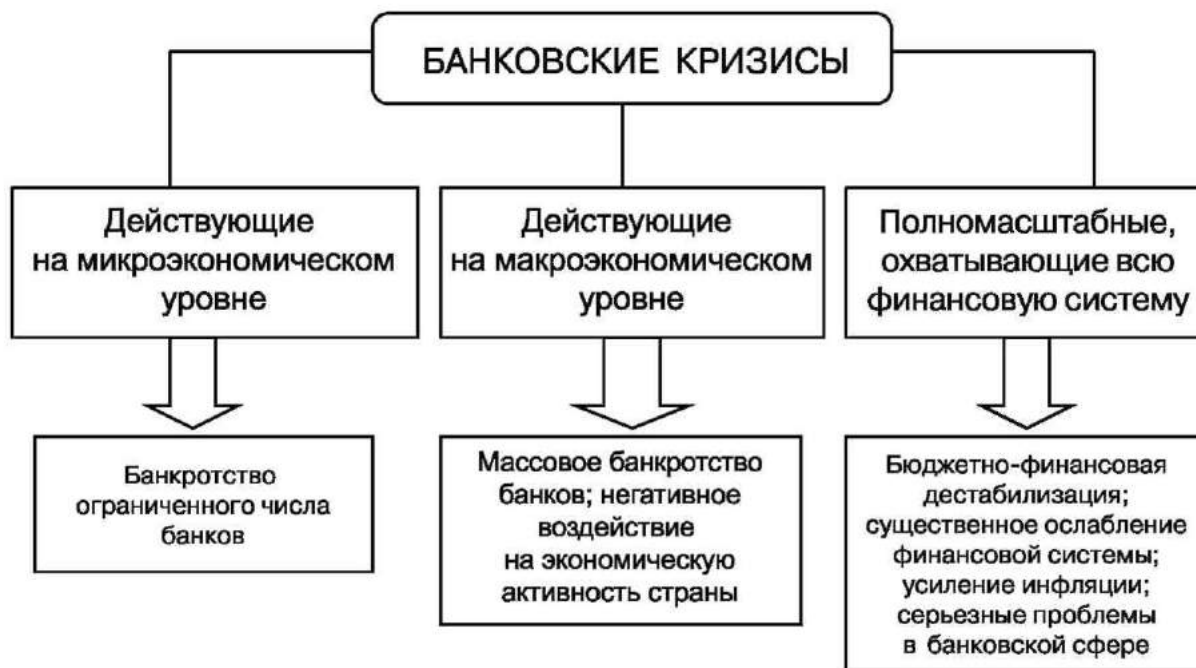 БАНКОВСКИЕ КРИЗИСЫ
Действующие
на микроэкономическом
уровне
Действующие
на макроэкономическом
уровне
Полномасштабные,
охватывающие всю
финансовую систему
Банкротство
ограниченного числа
банков
Массовое банкротство
банков; негативное
воздействие
на экономическую
активность страны
Бюджетно-финансовая
дестабилизация;
существенное ослабление
финансовой системы;
усиление инфляции;
серьезные проблемы
в банковской сфере